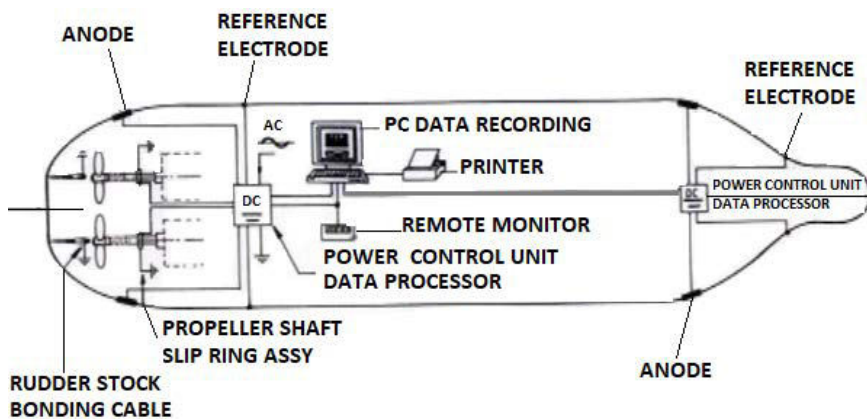 ANODE
REFERENCE
ELECTRODE
REFERENCE
ELECTRODE
AC
PC DATA RECORDING
PRINTER
DC
DC
POWER CONTROL UNIT
DATA PROCESSOR
REMOTE MONITOR
POWER CONTROL UNIT
DATA PROCESSOR
PROPELLER SHAFT
SLIP RING ASSY
ANODE
RUDDER STOCK
BONDING CABLE